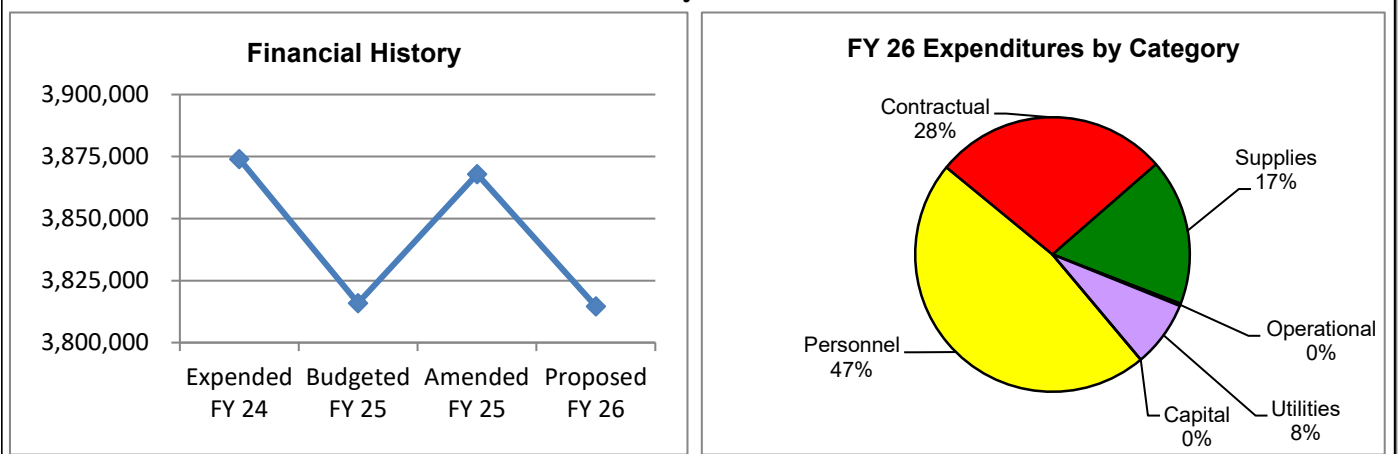 Financial History
3,900,000
3,875,000
3,850,000
3,825,000
3,800,000
Expended Budgeted Amended Proposed
FY 24 FY 25 FY 25 FY 26
FY 26 Expenditures by Category
Contractual
28%
Supplies
17%
Operational
0%
Personnel
47%
Utilities
8%
Capital
0%